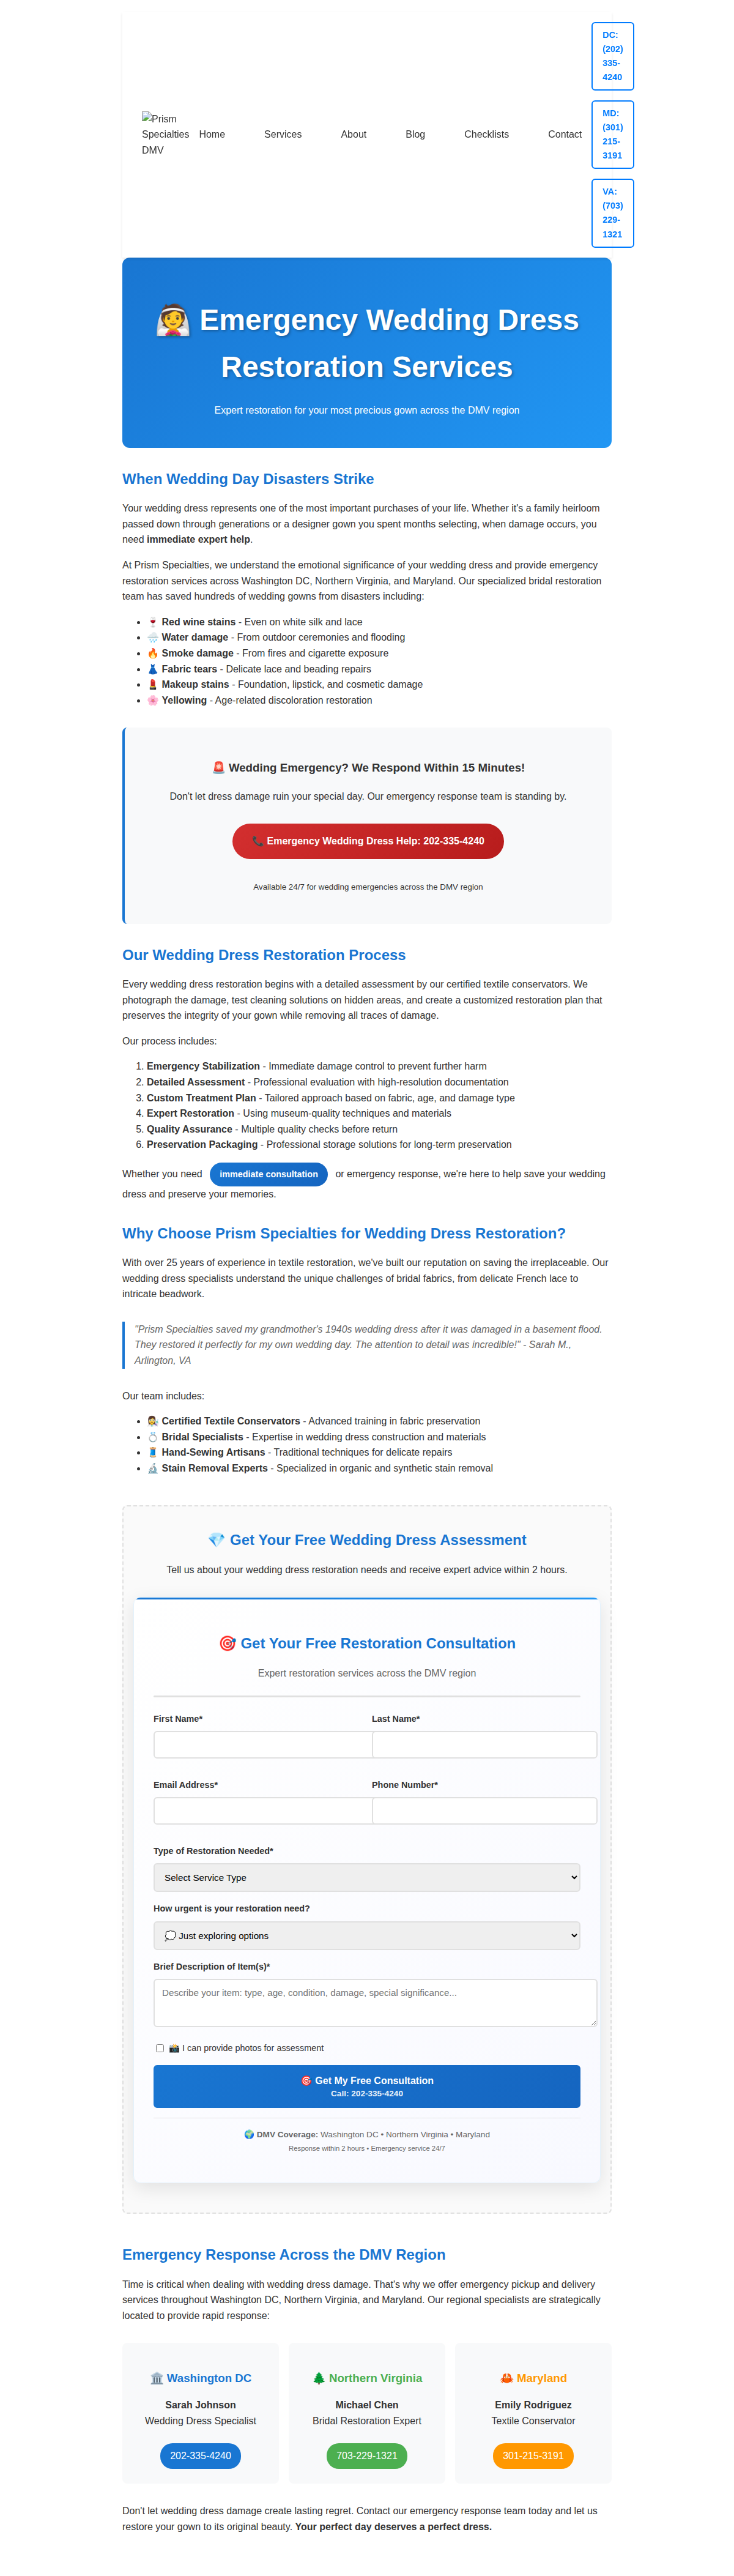 Prism
Specialties
DMV
Home
Services
About
Blog
Checklists
Contact
DC:
(202)
335-
4240
MD:
(301)
215-
3191
VA:
(703)
229-
1321
👰 Emergency Wedding Dress
Restoration Services
Expert restoration for your most precious gown across the DMV region
When Wedding Day Disasters Strike
Your wedding dress represents one of the most important purchases of your life. Whether it's a family heirloom
passed down through generations or a designer gown you spent months selecting, when damage occurs, you
need immediate expert help.
At Prism Specialties, we understand the emotional significance of your wedding dress and provide emergency
restoration services across Washington DC, Northern Virginia, and Maryland. Our specialized bridal restoration
team has saved hundreds of wedding gowns from disasters including:
• 🍷 Red wine stains - Even on white silk and lace
• 🌧️ Water damage - From outdoor ceremonies and flooding
• 🔥 Smoke damage - From fires and cigarette exposure
• 👗 Fabric tears - Delicate lace and beading repairs
• 💄 Makeup stains - Foundation, lipstick, and cosmetic damage
• 🌸 Yellowing - Age-related discoloration restoration
🚨 Wedding Emergency? We Respond Within 15 Minutes!
Don't let dress damage ruin your special day. Our emergency response team is standing by.
📞 Emergency Wedding Dress Help: 202-335-4240
Available 24/7 for wedding emergencies across the DMV region
Our Wedding Dress Restoration Process
Every wedding dress restoration begins with a detailed assessment by our certified textile conservators. We
photograph the damage, test cleaning solutions on hidden areas, and create a customized restoration plan that
preserves the integrity of your gown while removing all traces of damage.
Our process includes:
1. Emergency Stabilization - Immediate damage control to prevent further harm
2. Detailed Assessment - Professional evaluation with high-resolution documentation
3. Custom Treatment Plan - Tailored approach based on fabric, age, and damage type
4. Expert Restoration - Using museum-quality techniques and materials
5. Quality Assurance - Multiple quality checks before return
6. Preservation Packaging - Professional storage solutions for long-term preservation
Whether you need immediate consultation or emergency response, we're here to help save your wedding
dress and preserve your memories.
Why Choose Prism Specialties for Wedding Dress Restoration?
With over 25 years of experience in textile restoration, we've built our reputation on saving the irreplaceable. Our
wedding dress specialists understand the unique challenges of bridal fabrics, from delicate French lace to
intricate beadwork.
"Prism Specialties saved my grandmother's 1940s wedding dress after it was damaged in a basement flood.
They restored it perfectly for my own wedding day. The attention to detail was incredible!" - Sarah M.,
Arlington, VA
Our team includes:
• 👩‍🔬 Certified Textile Conservators - Advanced training in fabric preservation
• 💍 Bridal Specialists - Expertise in wedding dress construction and materials
• 🧵 Hand-Sewing Artisans - Traditional techniques for delicate repairs
• 🔬 Stain Removal Experts - Specialized in organic and synthetic stain removal
💎 Get Your Free Wedding Dress Assessment
Tell us about your wedding dress restoration needs and receive expert advice within 2 hours.
🎯 Get Your Free Restoration Consultation
Expert restoration services across the DMV region
First Name* Last Name*
Email Address* Phone Number*
Type of Restoration Needed*
Select Service Type
How urgent is your restoration need?
💭 Just exploring options
Brief Description of Item(s)*
Describe your item: type, age, condition, damage, special significance...
📸 I can provide photos for assessment
🎯 Get My Free Consultation
Call: 202-335-4240
🌍 DMV Coverage: Washington DC • Northern Virginia • Maryland
Response within 2 hours • Emergency service 24/7
Emergency Response Across the DMV Region
Time is critical when dealing with wedding dress damage. That's why we offer emergency pickup and delivery
services throughout Washington DC, Northern Virginia, and Maryland. Our regional specialists are strategically
located to provide rapid response:
🏛️ Washington DC
Sarah Johnson
Wedding Dress Specialist
202-335-4240
🌲 Northern Virginia
Michael Chen
Bridal Restoration Expert
703-229-1321
🦀 Maryland
Emily Rodriguez
Textile Conservator
301-215-3191
Don't let wedding dress damage create lasting regret. Contact our emergency response team today and let us
restore your gown to its original beauty. Your perfect day deserves a perfect dress.